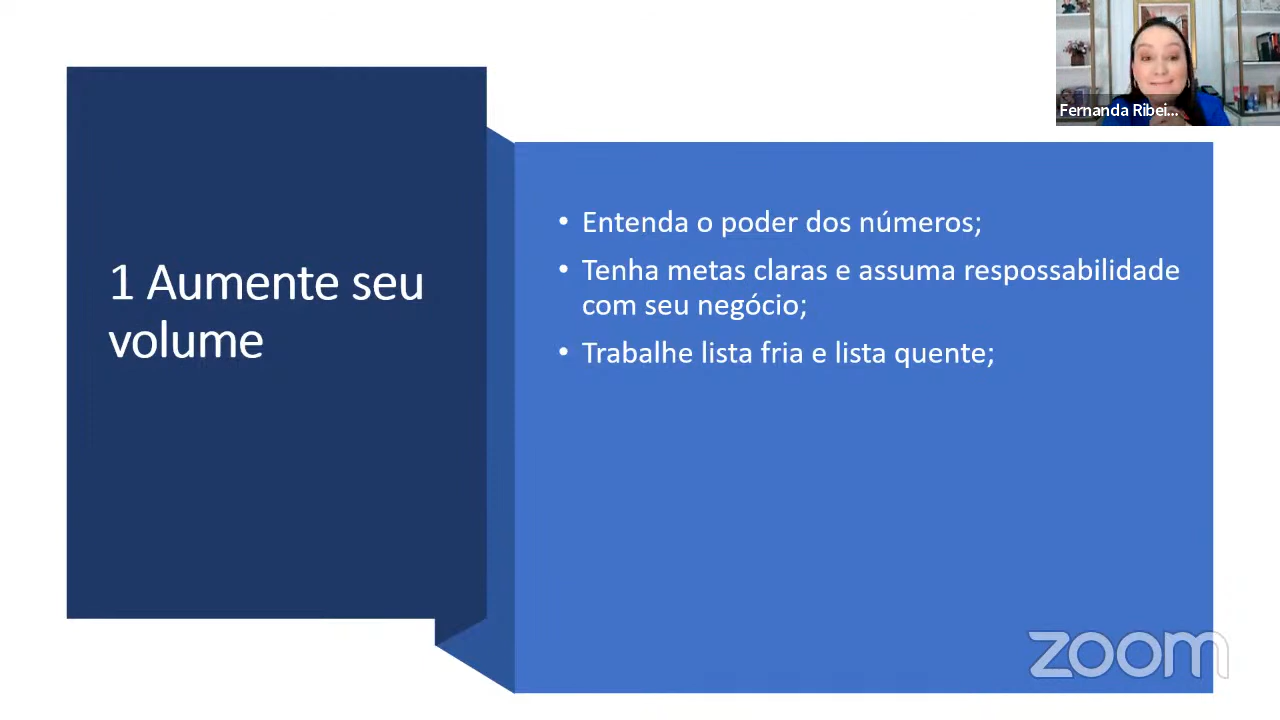 Fernanda Ribei...
1 Aumente seu
volume
• Entenda o poder dos números;
• Tenha metas claras e assuma respossabilidade
com seu negócio;
• Trabalhe lista fria e lista quente;
zoom